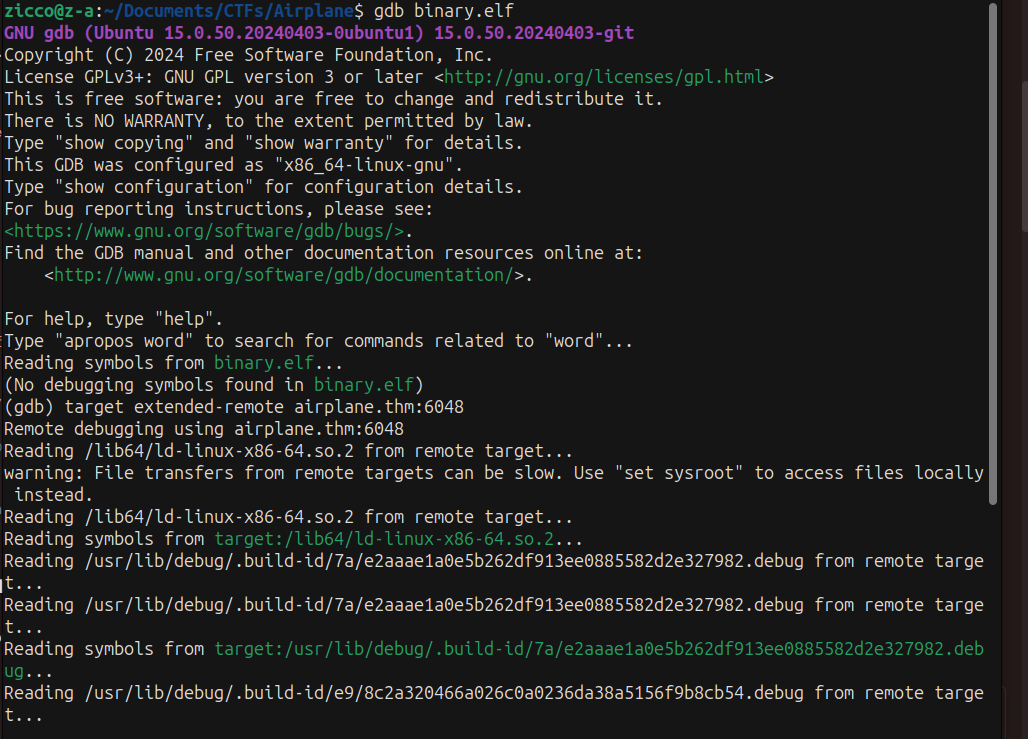 zicco@z-a:~/Documents/CTFs/Airplane$ gdb binary.elf
GNU gdb (Ubuntu 15.0.50.20240403-0ubuntu1) 15.0.50.20240403-git
Copyright (C) 2024 Free Software Foundation, Inc.
License GPLv3+: GNU GPL version 3 or later <http://gnu.org/licenses/gpl.html>
This is free software: you are free to change and redistribute it.
There is NO WARRANTY, to the extent permitted by law.
Type "show copying" and "show warranty" for details.
This GDB was configured as "x86_64-linux-gnu".
Type "show configuration" for configuration details.
For bug reporting instructions, please see:
<https://www.gnu.org/software/gdb/bugs/>.
Find the GDB manual and other documentation resources online at:
    <http://www.gnu.org/software/gdb/documentation/>.

For help, type "help".
Type "apropos word" to search for commands related to "word"...
Reading symbols from binary.elf...
(No debugging symbols found in binary.elf)
(gdb) target extended-remote airplane.thm:6048
Remote debugging using airplane.thm:6048
Reading /lib64/ld-linux-x86-64.so.2 from remote target...
warning: File transfers from remote targets can be slow. Use "set sysroot" to access files locally
 instead.
Reading /lib64/ld-linux-x86-64.so.2 from remote target...
Reading symbols from target:/lib64/ld-linux-x86-64.so.2...
Reading /usr/lib/debug/.build-id/7a/e2aaae1a0e5b262df913ee0885582d2e327982.debug from remote targe
t...
Reading /usr/lib/debug/.build-id/7a/e2aaae1a0e5b262df913ee0885582d2e327982.debug from remote targe
t...
Reading symbols from target:/usr/lib/debug/.build-id/7a/e2aaae1a0e5b262df913ee0885582d2e327982.deb
ug...
Reading /usr/lib/debug/.build-id/e9/8c2a320466a026c0a0236da38a5156f9b8cb54.debug from remote targe
t...